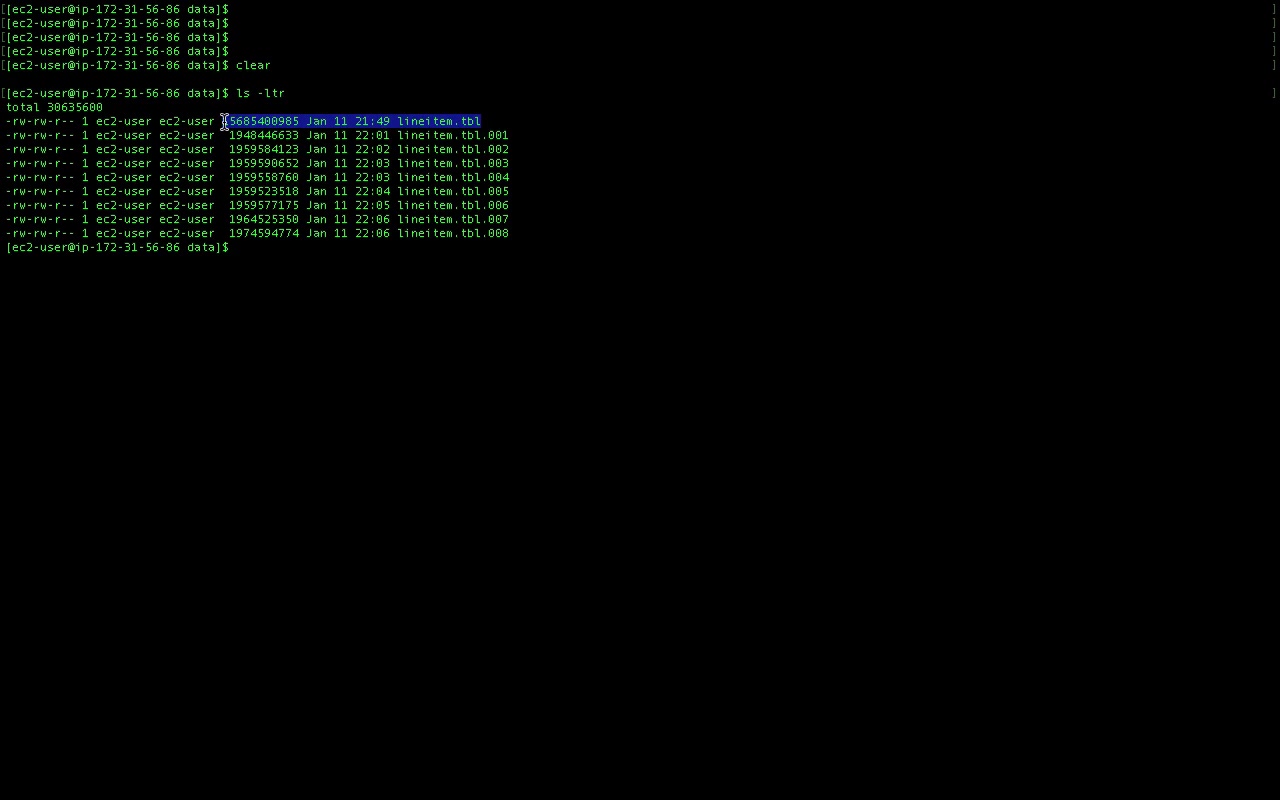 [[ec2-user@ip-172-31-56-86 data]$ ]
[[ec2-user@ip-172-31-56-86 data]$ ]
[[ec2-user@ip-172-31-56-86 data]$ ]
[[ec2-user@ip-172-31-56-86 data]$ ]
[[ec2-user@ip-172-31-56-86 data]$ clear ]
[[ec2-user@ip-172-31-56-86 data]$ ls -ltr ]
total 30635600
-rw-rw-r-- 1 ec2-user ec2-user 15685400985 Jan 11 21:49 lineitem.tbl
-rw-rw-r-- 1 ec2-user ec2-user  1948446633 Jan 11 22:01 lineitem.tbl.001
-rw-rw-r-- 1 ec2-user ec2-user  1959584123 Jan 11 22:02 lineitem.tbl.002
-rw-rw-r-- 1 ec2-user ec2-user  1959590652 Jan 11 22:03 lineitem.tbl.003
-rw-rw-r-- 1 ec2-user ec2-user  1959558760 Jan 11 22:03 lineitem.tbl.004
-rw-rw-r-- 1 ec2-user ec2-user  1959523518 Jan 11 22:04 lineitem.tbl.005
-rw-rw-r-- 1 ec2-user ec2-user  1959577175 Jan 11 22:05 lineitem.tbl.006
-rw-rw-r-- 1 ec2-user ec2-user  1964525350 Jan 11 22:06 lineitem.tbl.007
-rw-rw-r-- 1 ec2-user ec2-user  1974594774 Jan 11 22:06 lineitem.tbl.008
[ec2-user@ip-172-31-56-86 data]$